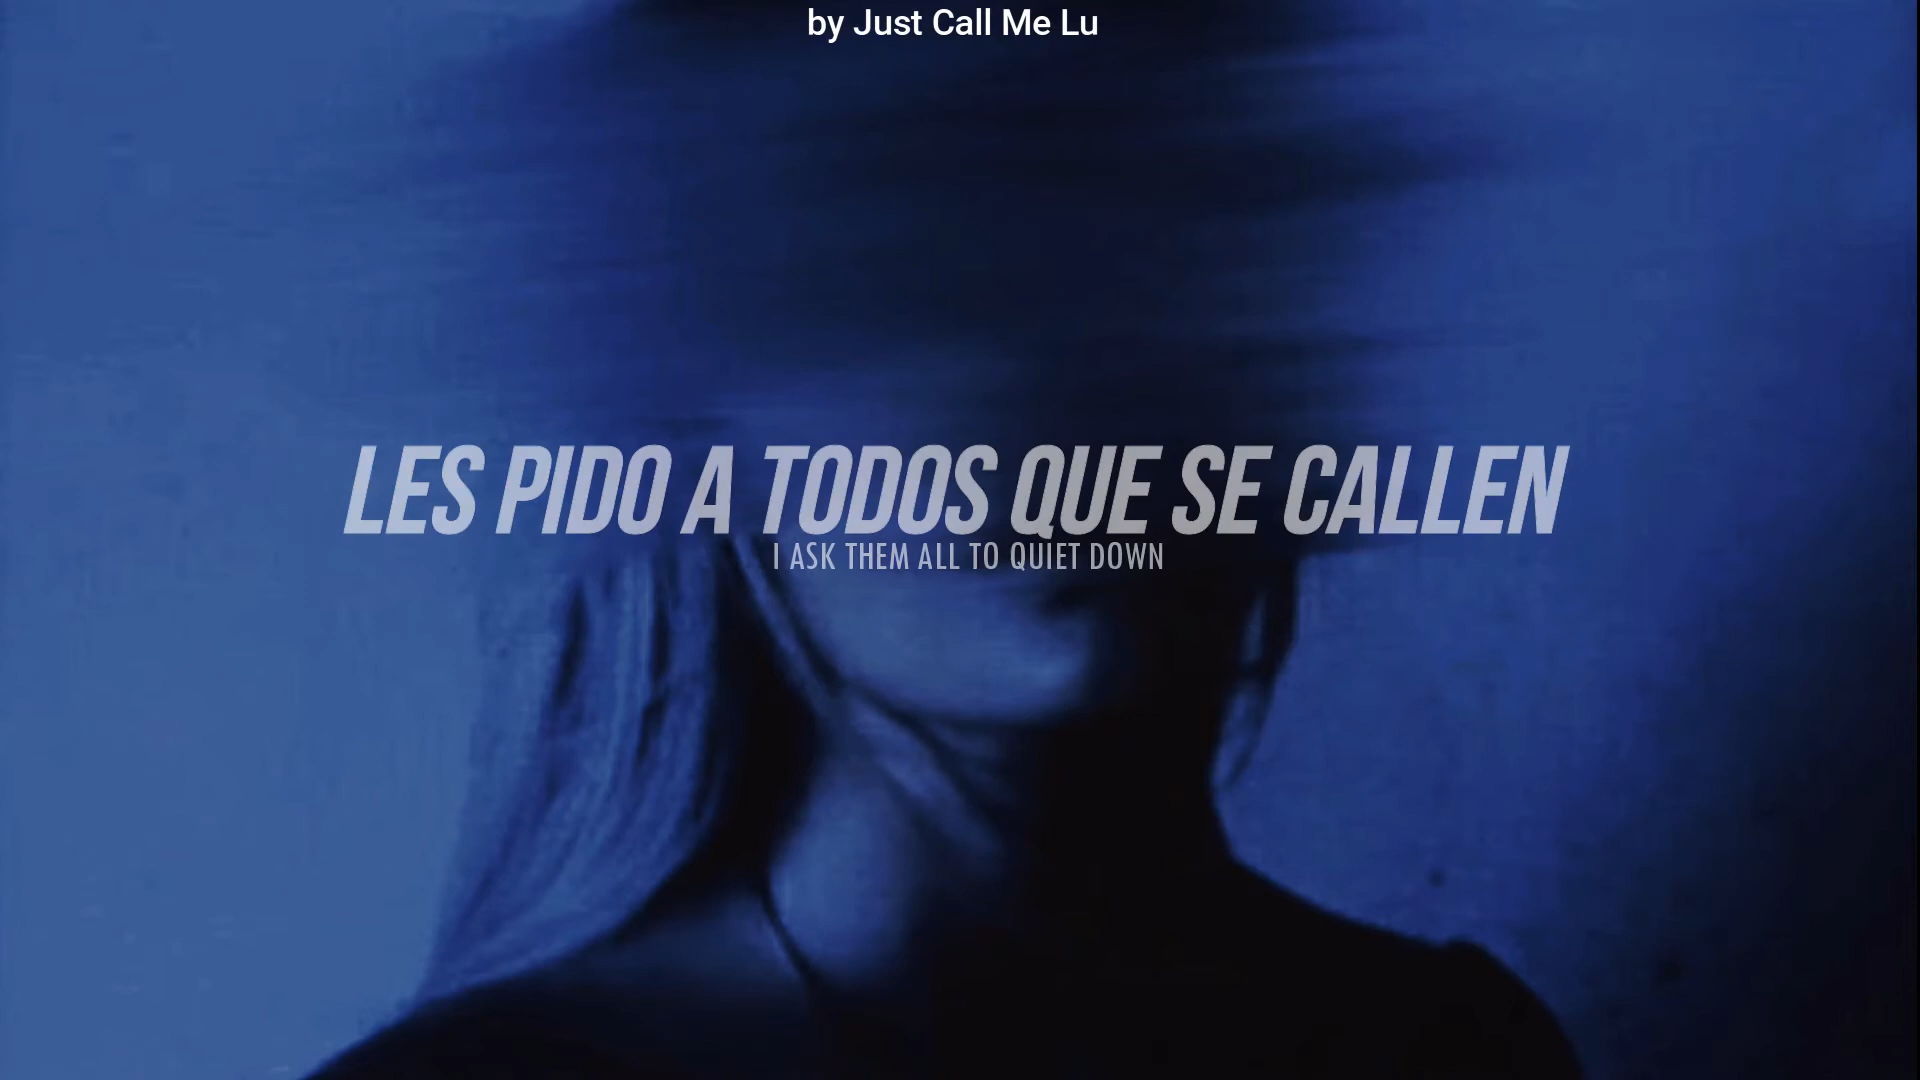 by Just Call Me Lu
LES PIDO A TODOS QUE SE CALLEN
I ASK THEM ALL TO QUIET DOWN